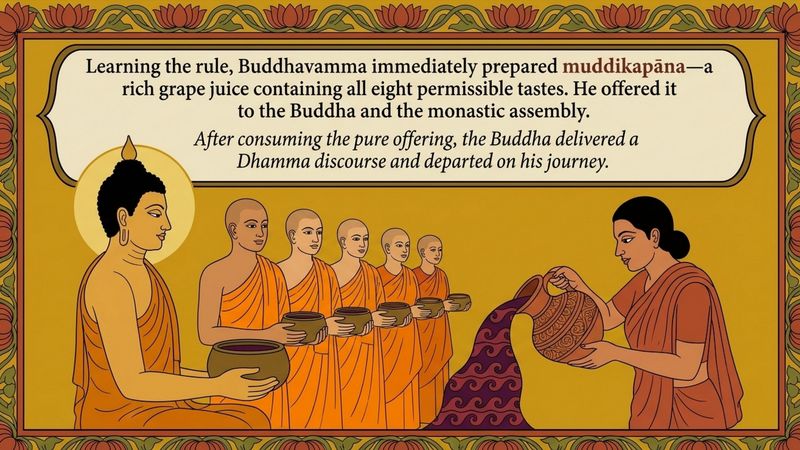 Learning the rule, Buddhavamma immediately prepared muddikapāna—a
rich grape juice containing all eight permissible tastes. He offered it
to the Buddha and the monastic assembly.
After consuming the pure offering, the Buddha delivered a
Dhamma discourse and departed on his journey.